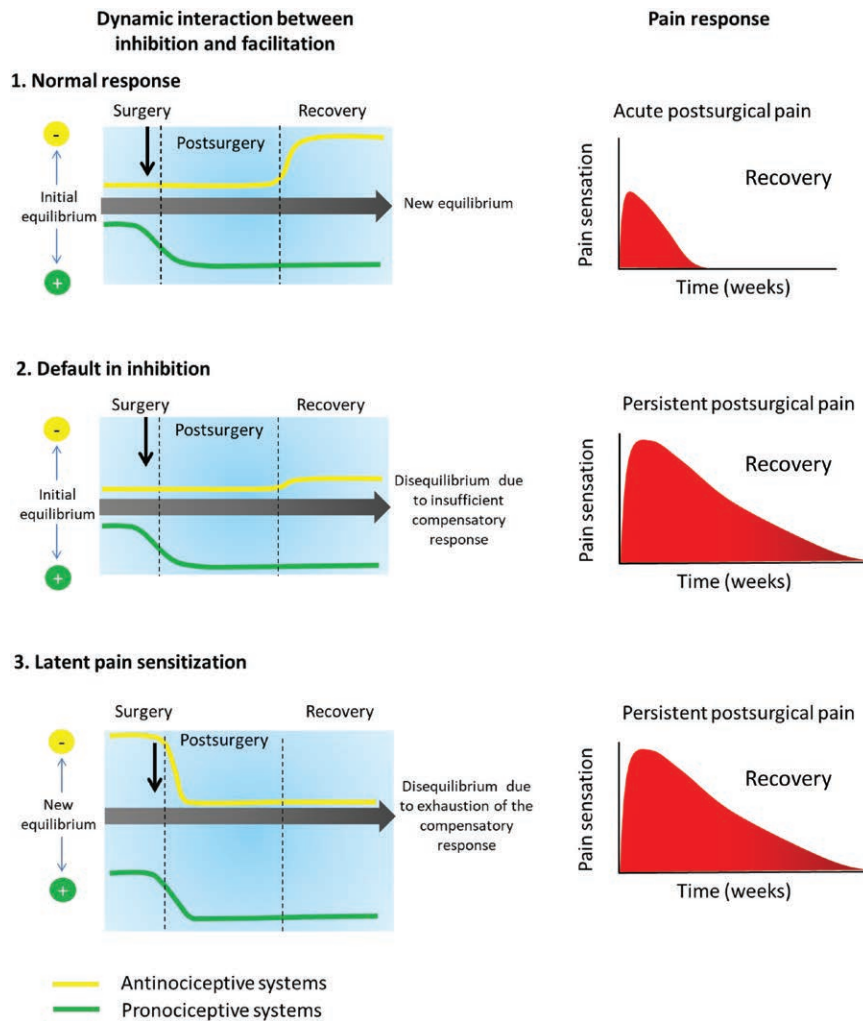 Dynamic interaction between
inhibition and facilitation
Pain response
1. Normal response
Surgery
Recovery
Postsurgery
-
Initial
equilibrium
+
New equilibrium
Acute postsurgical pain
Recovery
Pain sensation
Time (weeks)
2. Default in inhibition
Surgery
Recovery
Postsurgery
-
Initial
equilibrium
+
Disequilibrium due
to insufficient
compensatory
response
Persistent postsurgical pain
Recovery
Pain sensation
Time (weeks)
3. Latent pain sensitization
Surgery
Recovery
Postsurgery
-
New
equilibrium
+
Disequilibrium due
to exhaustion of the
compensatory
response
Persistent postsurgical pain
Recovery
Pain sensation
Time (weeks)
Antinociceptive systems
Pronociceptive systems